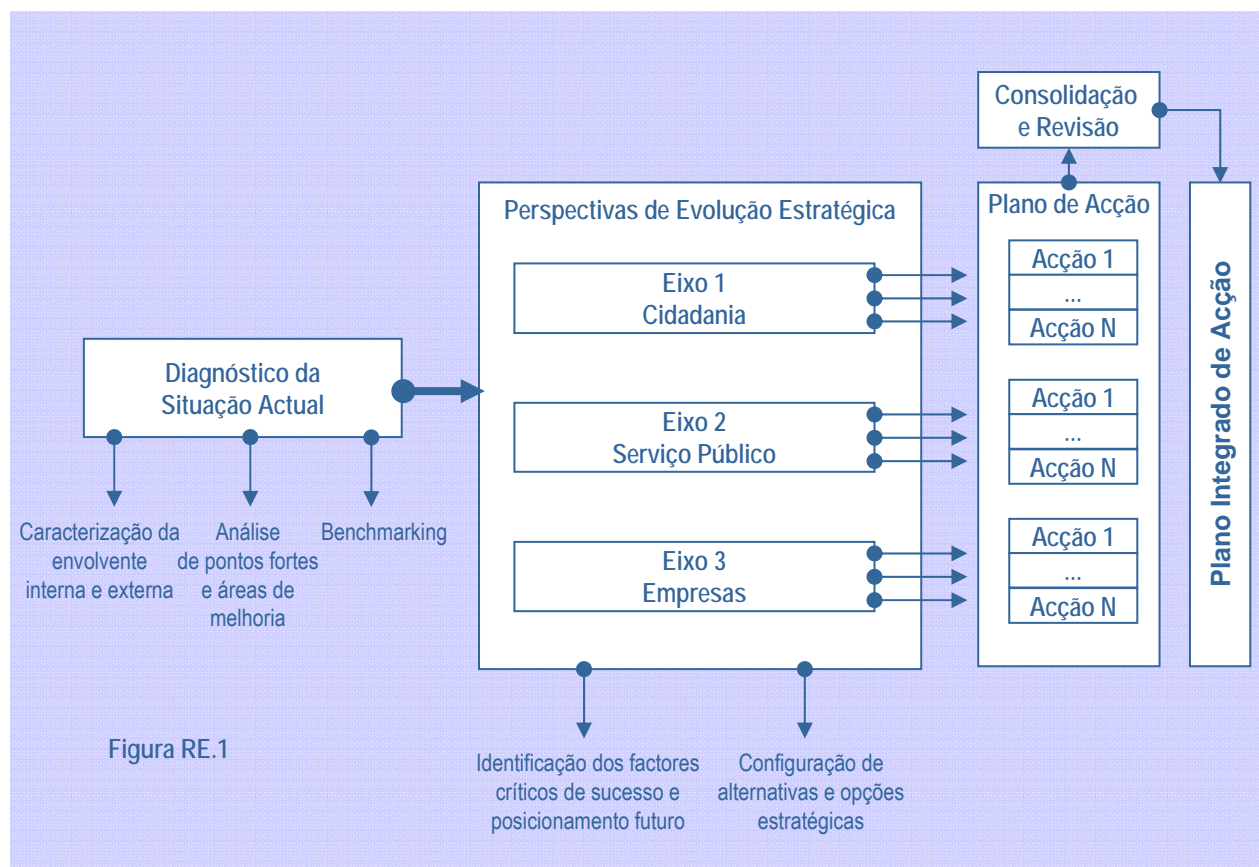 Consolidação
e Revisão
Perspectivas de Evolução Estratégica
Plano de Acção
Eixo 1
Cidadania
Acção 1
...
Acção N
Diagnóstico da
Situação Actual
Eixo 2
Serviço Público
Acção 1
...
Acção N
Eixo 3
Empresas
Acção 1
...
Acção N
Plano Integrado de Acção
Caracterização da
envolvente
interna e externa
Análise
de pontos fortes
e áreas de
melhoria
Benchmarking
Identificação dos factores
críticos de sucesso e
posicionamento futuro
Configuração de
alternativas e opções
estratégicas
Figura RE.1